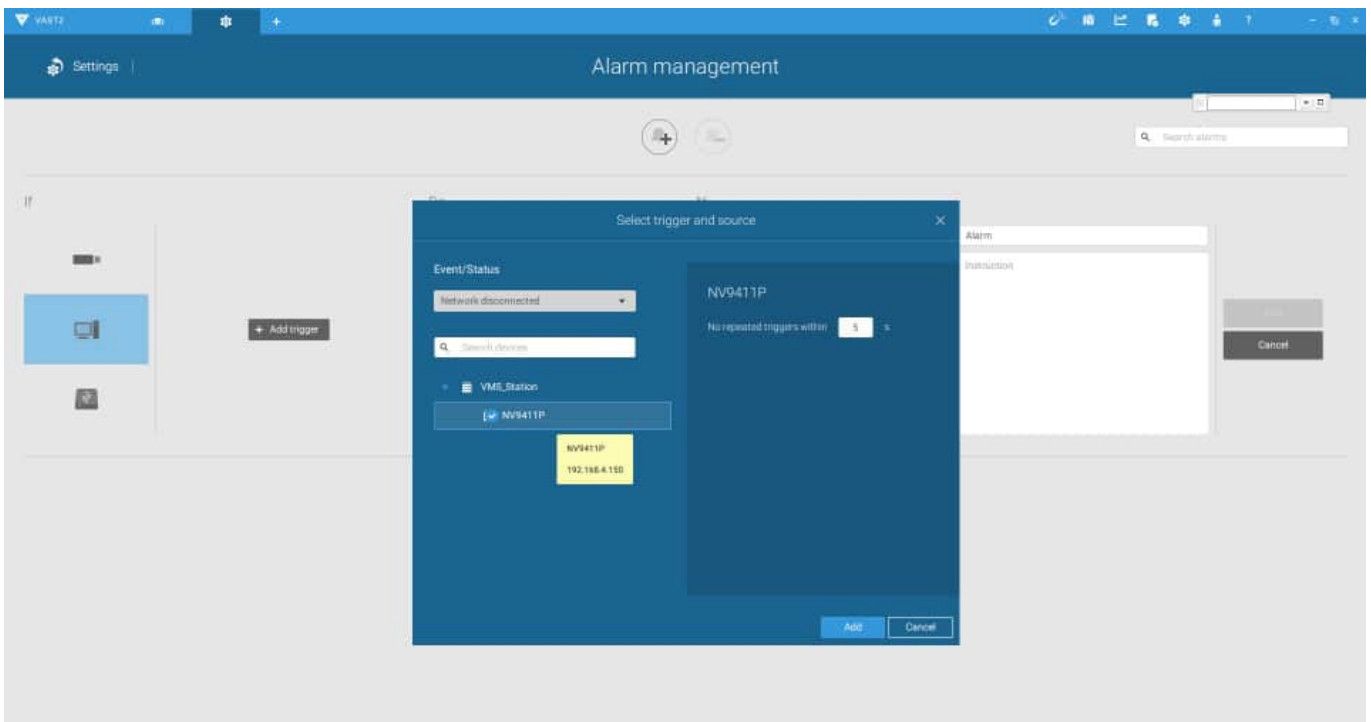 VAST2
+
?
Settings
Alarm management
Search alarms
If
Select trigger and source
Alarm
Instruction
Event/Status
Network disconnected
NV9411P
No repeated triggers within 5 s
+ Add trigger
Search devices
Cancel
VMS_Station
NV9411P
NV9411P
192.168.4.150
Add
Cancel